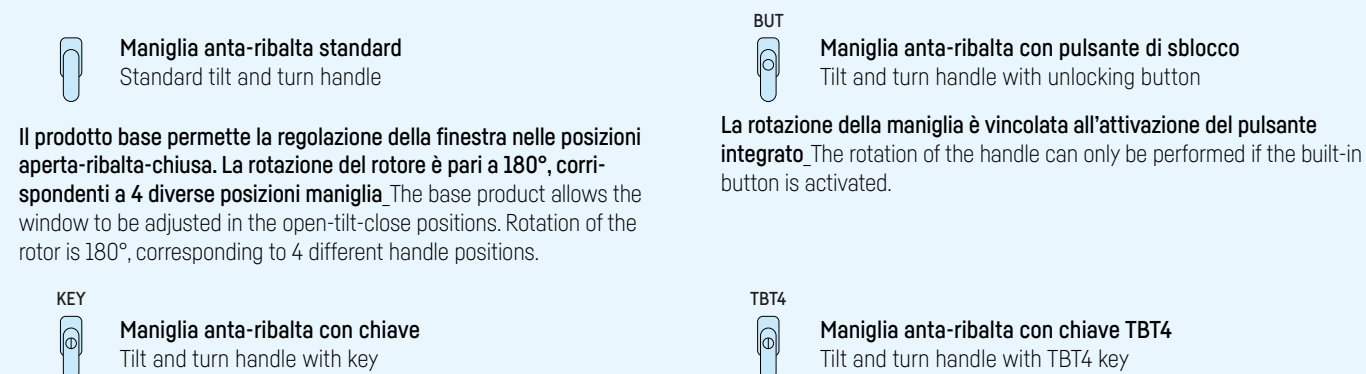 Maniglia anta-ribalta standard
Standard tilt and turn handle
Il prodotto base permette la regolazione della finestra nelle posizioni
aperta-ribalta-chiusa. La rotazione del rotore è pari a 180°, corri-
spondenti a 4 diverse posizioni maniglia_The base product allows the
window to be adjusted in the open-tilt-close positions. Rotation of the
rotor is 180°, corresponding to 4 different handle positions.
BUT
Maniglia anta-ribalta con pulsante di sblocco
Tilt and turn handle with unlocking button
La rotazione della maniglia è vincolata all'attivazione del pulsante
integrato_The rotation of the handle can only be performed if the built-in
button is activated.
KEY
Maniglia anta-ribalta con chiave
Tilt and turn handle with key
TBT4
Maniglia anta-ribalta con chiave TBT4
Tilt and turn handle with TBT4 key